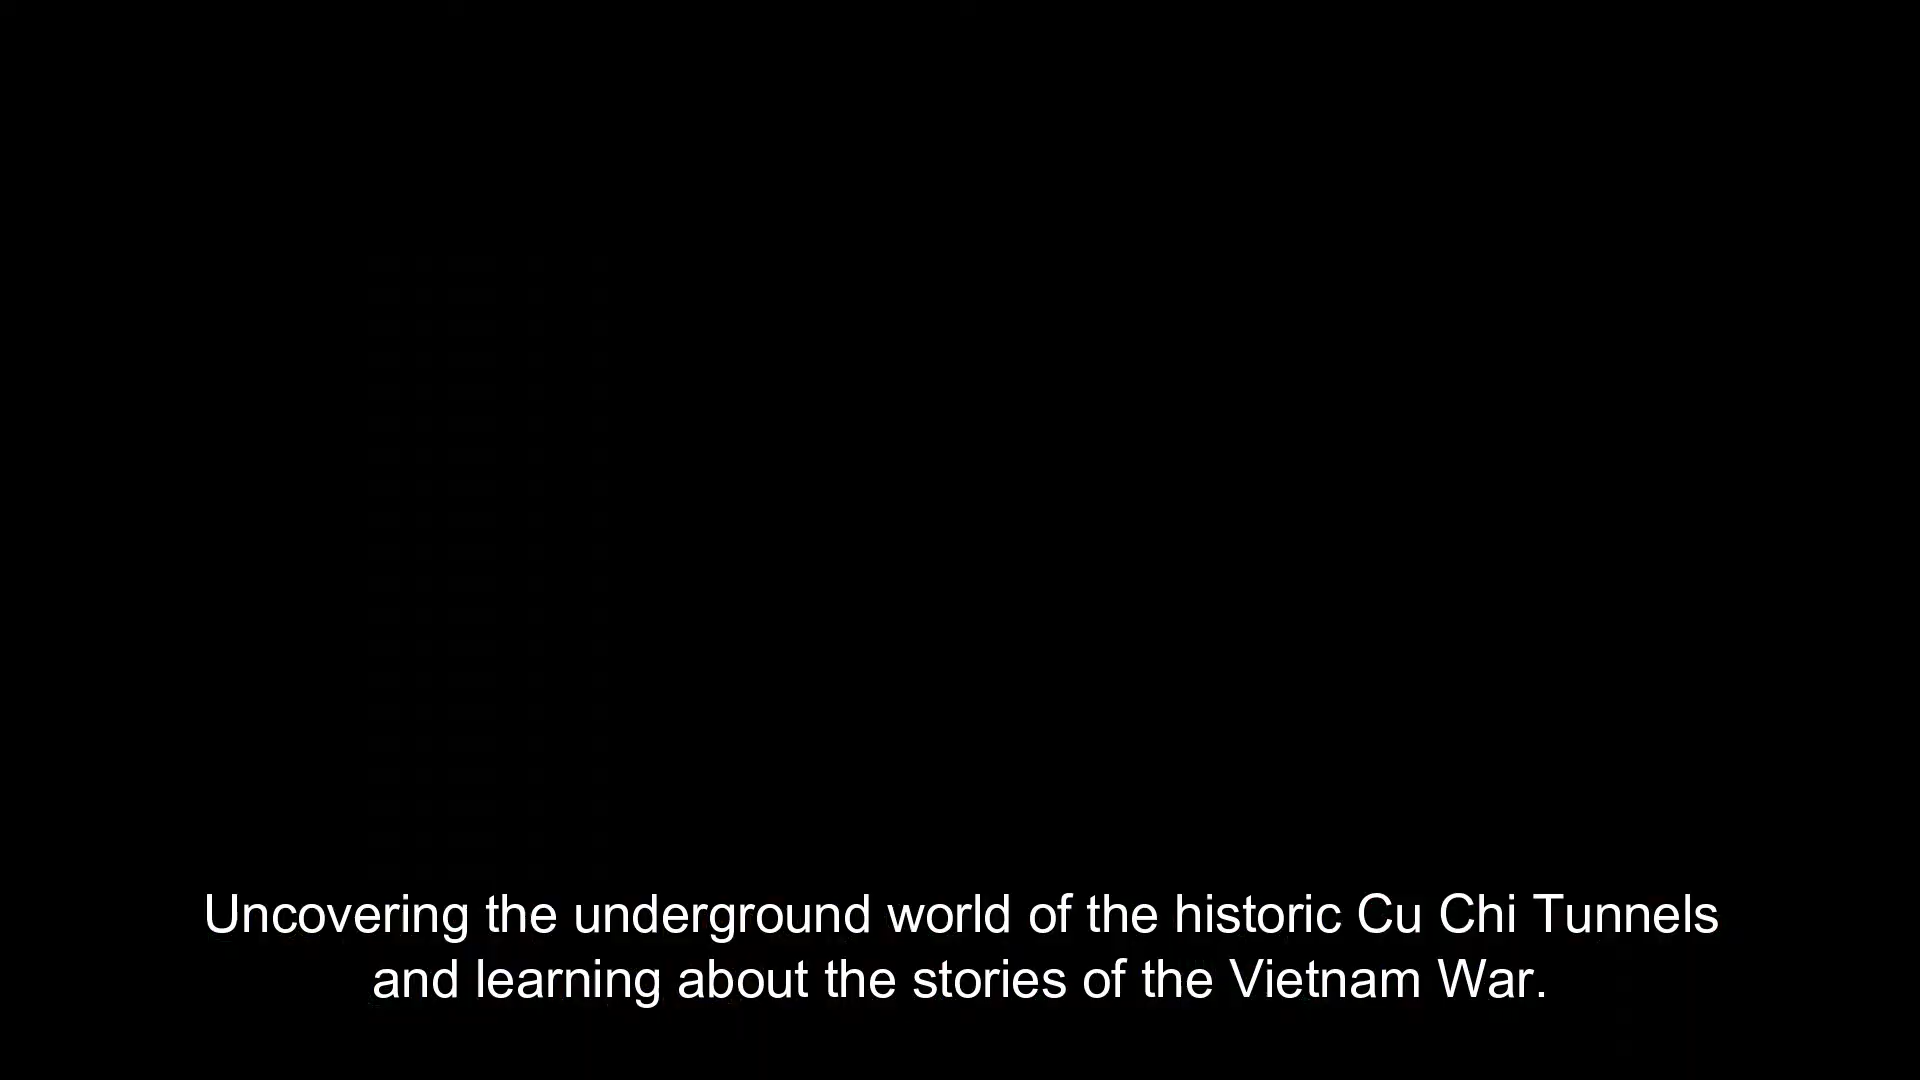 Uncovering the underground world of the historic Cu Chi Tunnels
and learning about the stories of the Vietnam War.